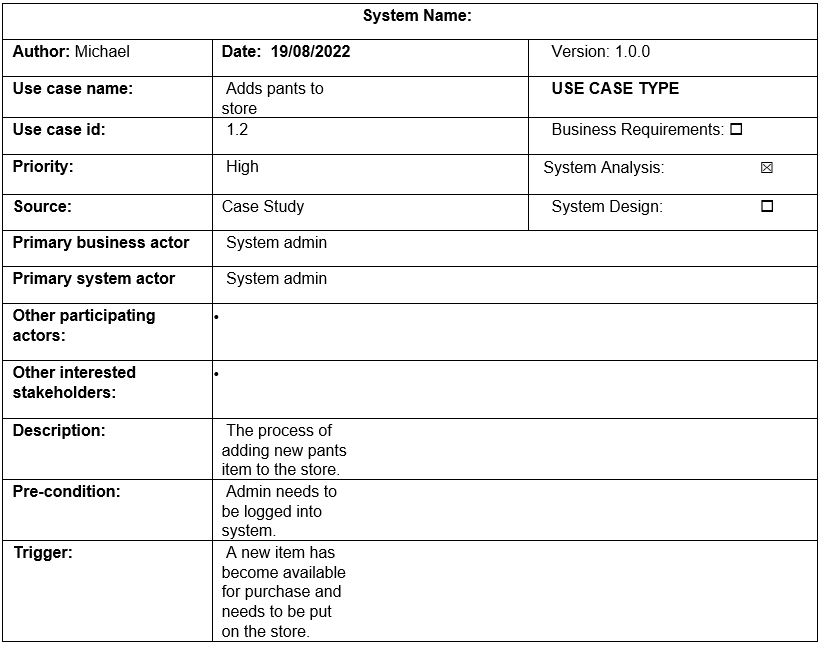 System Name:
Author: Michael
Date: 19/08/2022
Version: 1.0.0
Use case name:
Adds pants to
store
USE CASE TYPE
Use case id:
1.2
Business Requirements: ☐
Priority:
High
System Analysis: ☒
Source:
Case Study
System Design: ☐
Primary business actor
System admin
Primary system actor
System admin
Other participating
actors:
•
Other interested
stakeholders:
•
Description:
The process of
adding new pants
item to the store.
Pre-condition:
Admin needs to
be logged into
system.
Trigger:
A new item has
become available
for purchase and
needs to be put
on the store.